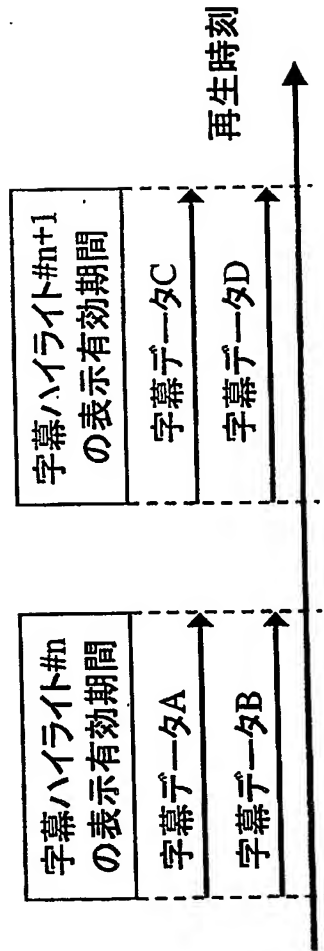 字幕ハイライト#n
の表示有効期間
字幕データA
字幕データB
字幕ハイライト#n+1
の表示有効期間
字幕データC
字幕データD
再生時刻